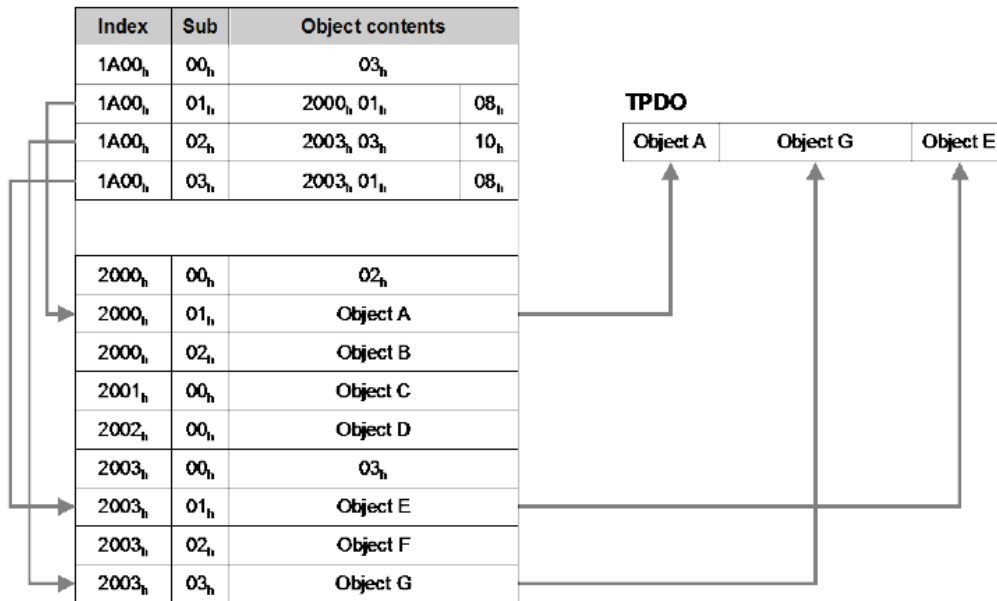 Index Sub Object contents
1A00h 00h 03h
1A00h 01h 2000h 01h 08h
1A00h 02h 2003h 03h 10h
1A00h 03h 2003h 01h 08h
TPDO
Object A Object G Object E
2000h 00h 02h
2000h 01h Object A
2000h 02h Object B
2001h 00h Object C
2002h 00h Object D
2003h 00h 03h
2003h 01h Object E
2003h 02h Object F
2003h 03h Object G